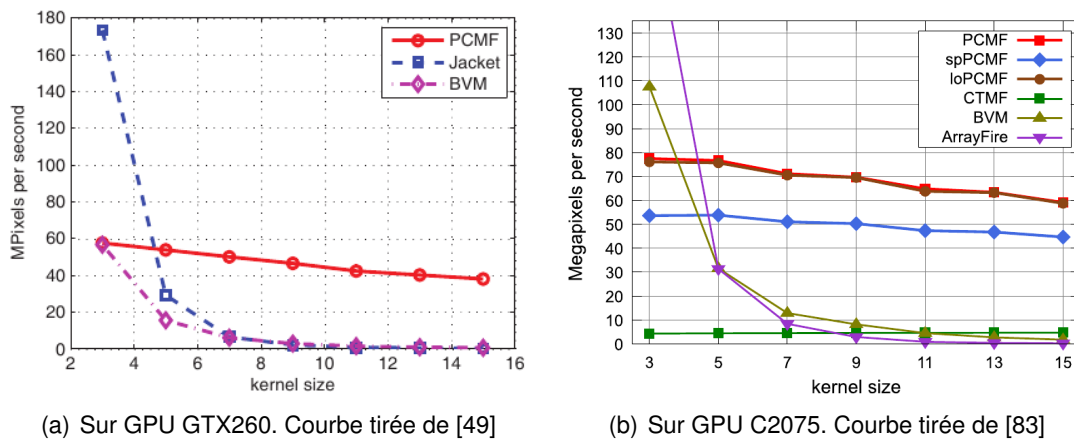 180
160
140
120
100
80
60
40
20
0
MPixels per second
PCMF
Jacket
BVM
2 4 6 8 10 12 14 16
kernel size
(a) Sur GPU GTX260. Courbe tirée de [49]
130
120
110
100
90
80
70
60
50
40
30
20
10
0
Megapixels per second
PCMF
spPCMF
loPCMF
CTMF
BVM
ArrayFire
3 5 7 9 11 13 15
kernel size
(b) Sur GPU C2075. Courbe tirée de [83]